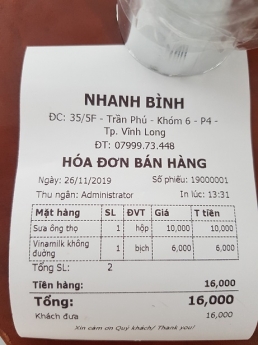 NHANH BÌNH
ĐC: 35/5F - Trần Phú - Khóm 6 - P4 -
Tp. Vĩnh Long
ĐT: 07999.73.448
HÓA ĐƠN BÁN HÀNG
Ngày: 26/11/2019 Số phiếu: 19000001
Thu ngân: Administrator In lúc: 13:31
Mặt hàng SL ĐVT Giá T tiền
Sưa ông thọ 1 hộp 10,000 10,000
Vinamilk không 1 bịch 6,000 6,000
đường
Tổng SL: 2
Tiền hàng: 16,000
Tổng: 16,000
Khách đưa 16,000
Xin cám ơn Quý khách/ Thank you!